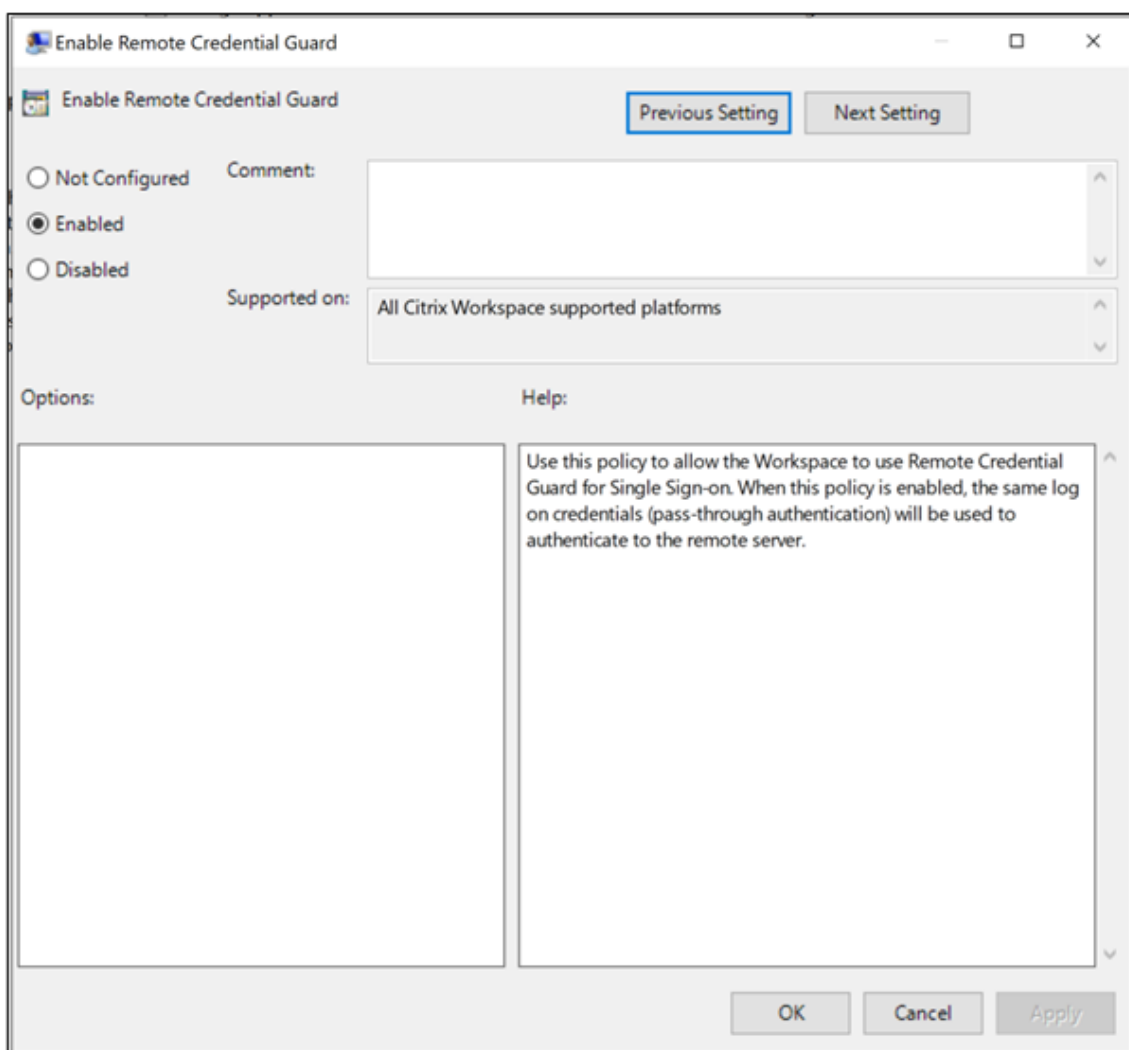 Enable Remote Credential Guard
Enable Remote Credential Guard
Previous Setting
Next Setting
Not Configured
Enabled
Disabled
Comment:
Supported on:
All Citrix Workspace supported platforms
Options:
Help:
Use this policy to allow the Workspace to use Remote Credential
Guard for Single Sign-on. When this policy is enabled, the same log
on credentials (pass-through authentication) will be used to
authenticate to the remote server.
OK
Cancel
Apply